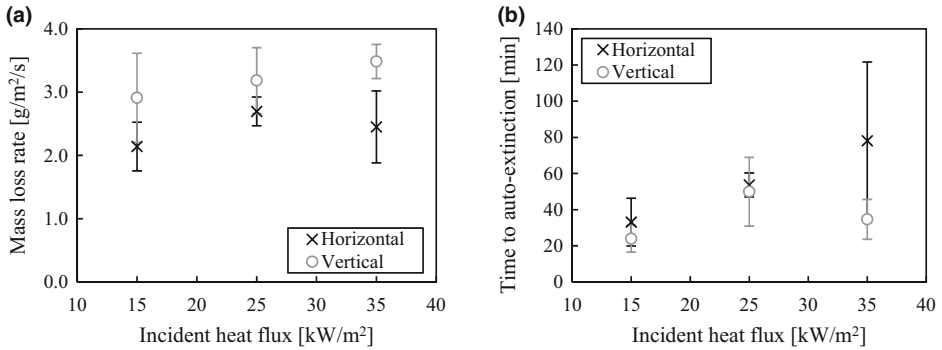 (a)
4.0
3.0
2.0
1.0
0.0
Mass loss rate [g/m²/s]
Horizontal
Vertical
10 15 20 25 30 35 40
Incident heat flux [kW/m²]
(b)
140
120
100
80
60
40
20
0
Time to auto-extinction [min]
Horizontal
Vertical
10 15 20 25 30 35 40
Incident heat flux [kW/m²]